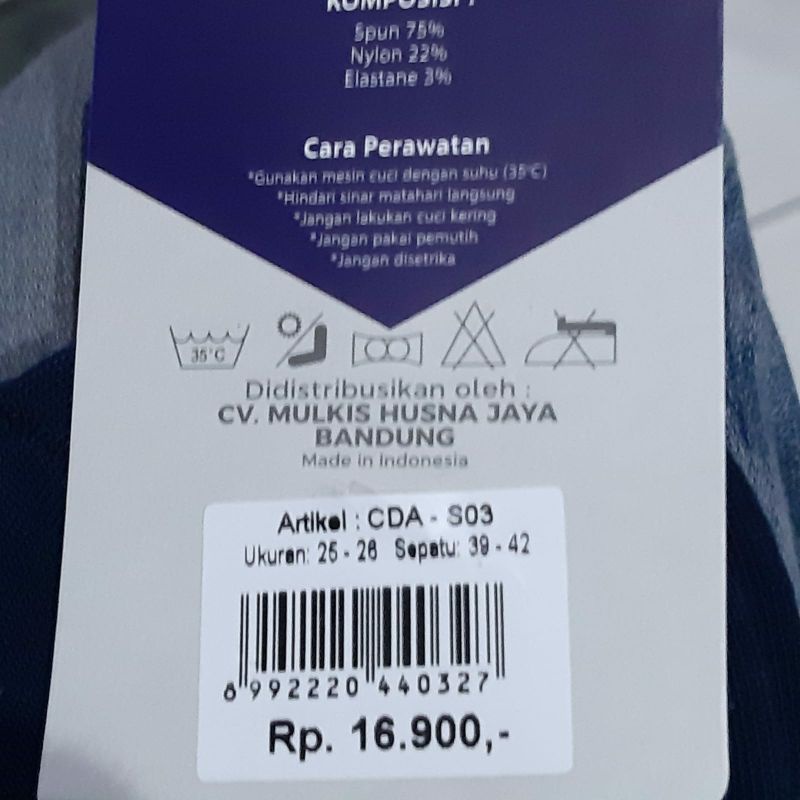 KOMPOSISI :
Spun 75%
Nylon 22%
Elastane 3%
Cara Perawatan
*Gunakan mesin cuci dengan suhu (35°C)
*Hindari sinar matahari langsung
*Jangan lakukan cuci kering
*Jangan pakai pemutih
*Jangan disetrika
35°C
Didistribusikan oleh :
CV. MULKIS HUSNA JAYA
BANDUNG
Made in Indonesia
Artikel : CDA - S03
Ukuran: 25 - 26 Sepatu: 39 - 42
8 992220 440327
Rp. 16.900,-